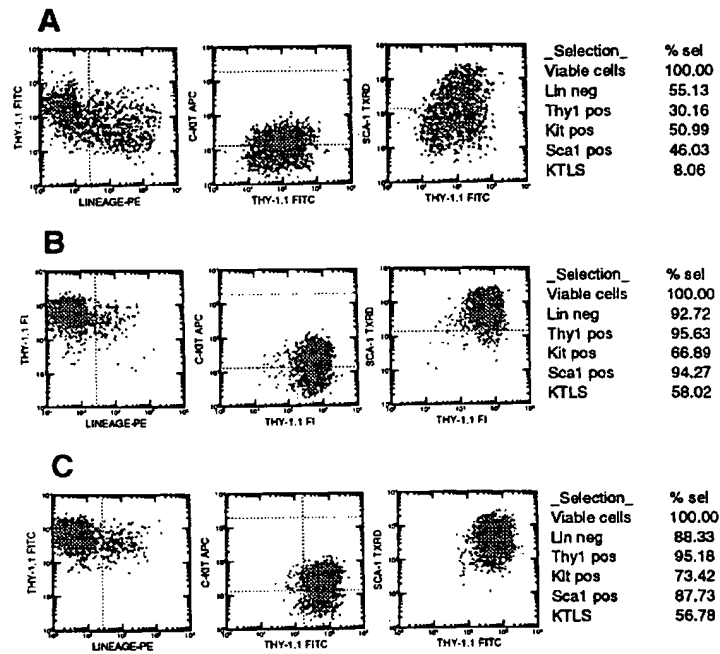 A
THY-1.1 FITC
LINEAGE-PE
C-KIT APC
THY-1.1 FITC
SCA-1 TXRD
THY-1.1 FITC
_Selection_ % sel
Viable cells 100.00
Lin neg 55.13
Thy1 pos 30.16
Kit pos 50.99
Sca1 pos 46.03
KTLS 8.06
B
THY-1.1 FI
LINEAGE-PE
C-KIT APC
THY-1.1 FI
SCA-1 TXRD
THY-1.1 FI
_Selection_ % sel
Viable cells 100.00
Lin neg 92.72
Thy1 pos 95.63
Kit pos 66.89
Sca1 pos 94.27
KTLS 58.02
C
THY-1.1 FITC
LINEAGE-PE
C-KIT APC
THY-1.1 FITC
SCA-1 TXRD
THY-1.1 FITC
_Selection_ % sel
Viable cells 100.00
Lin neg 88.33
Thy1 pos 95.18
Kit pos 73.42
Sca1 pos 87.73
KTLS 56.78